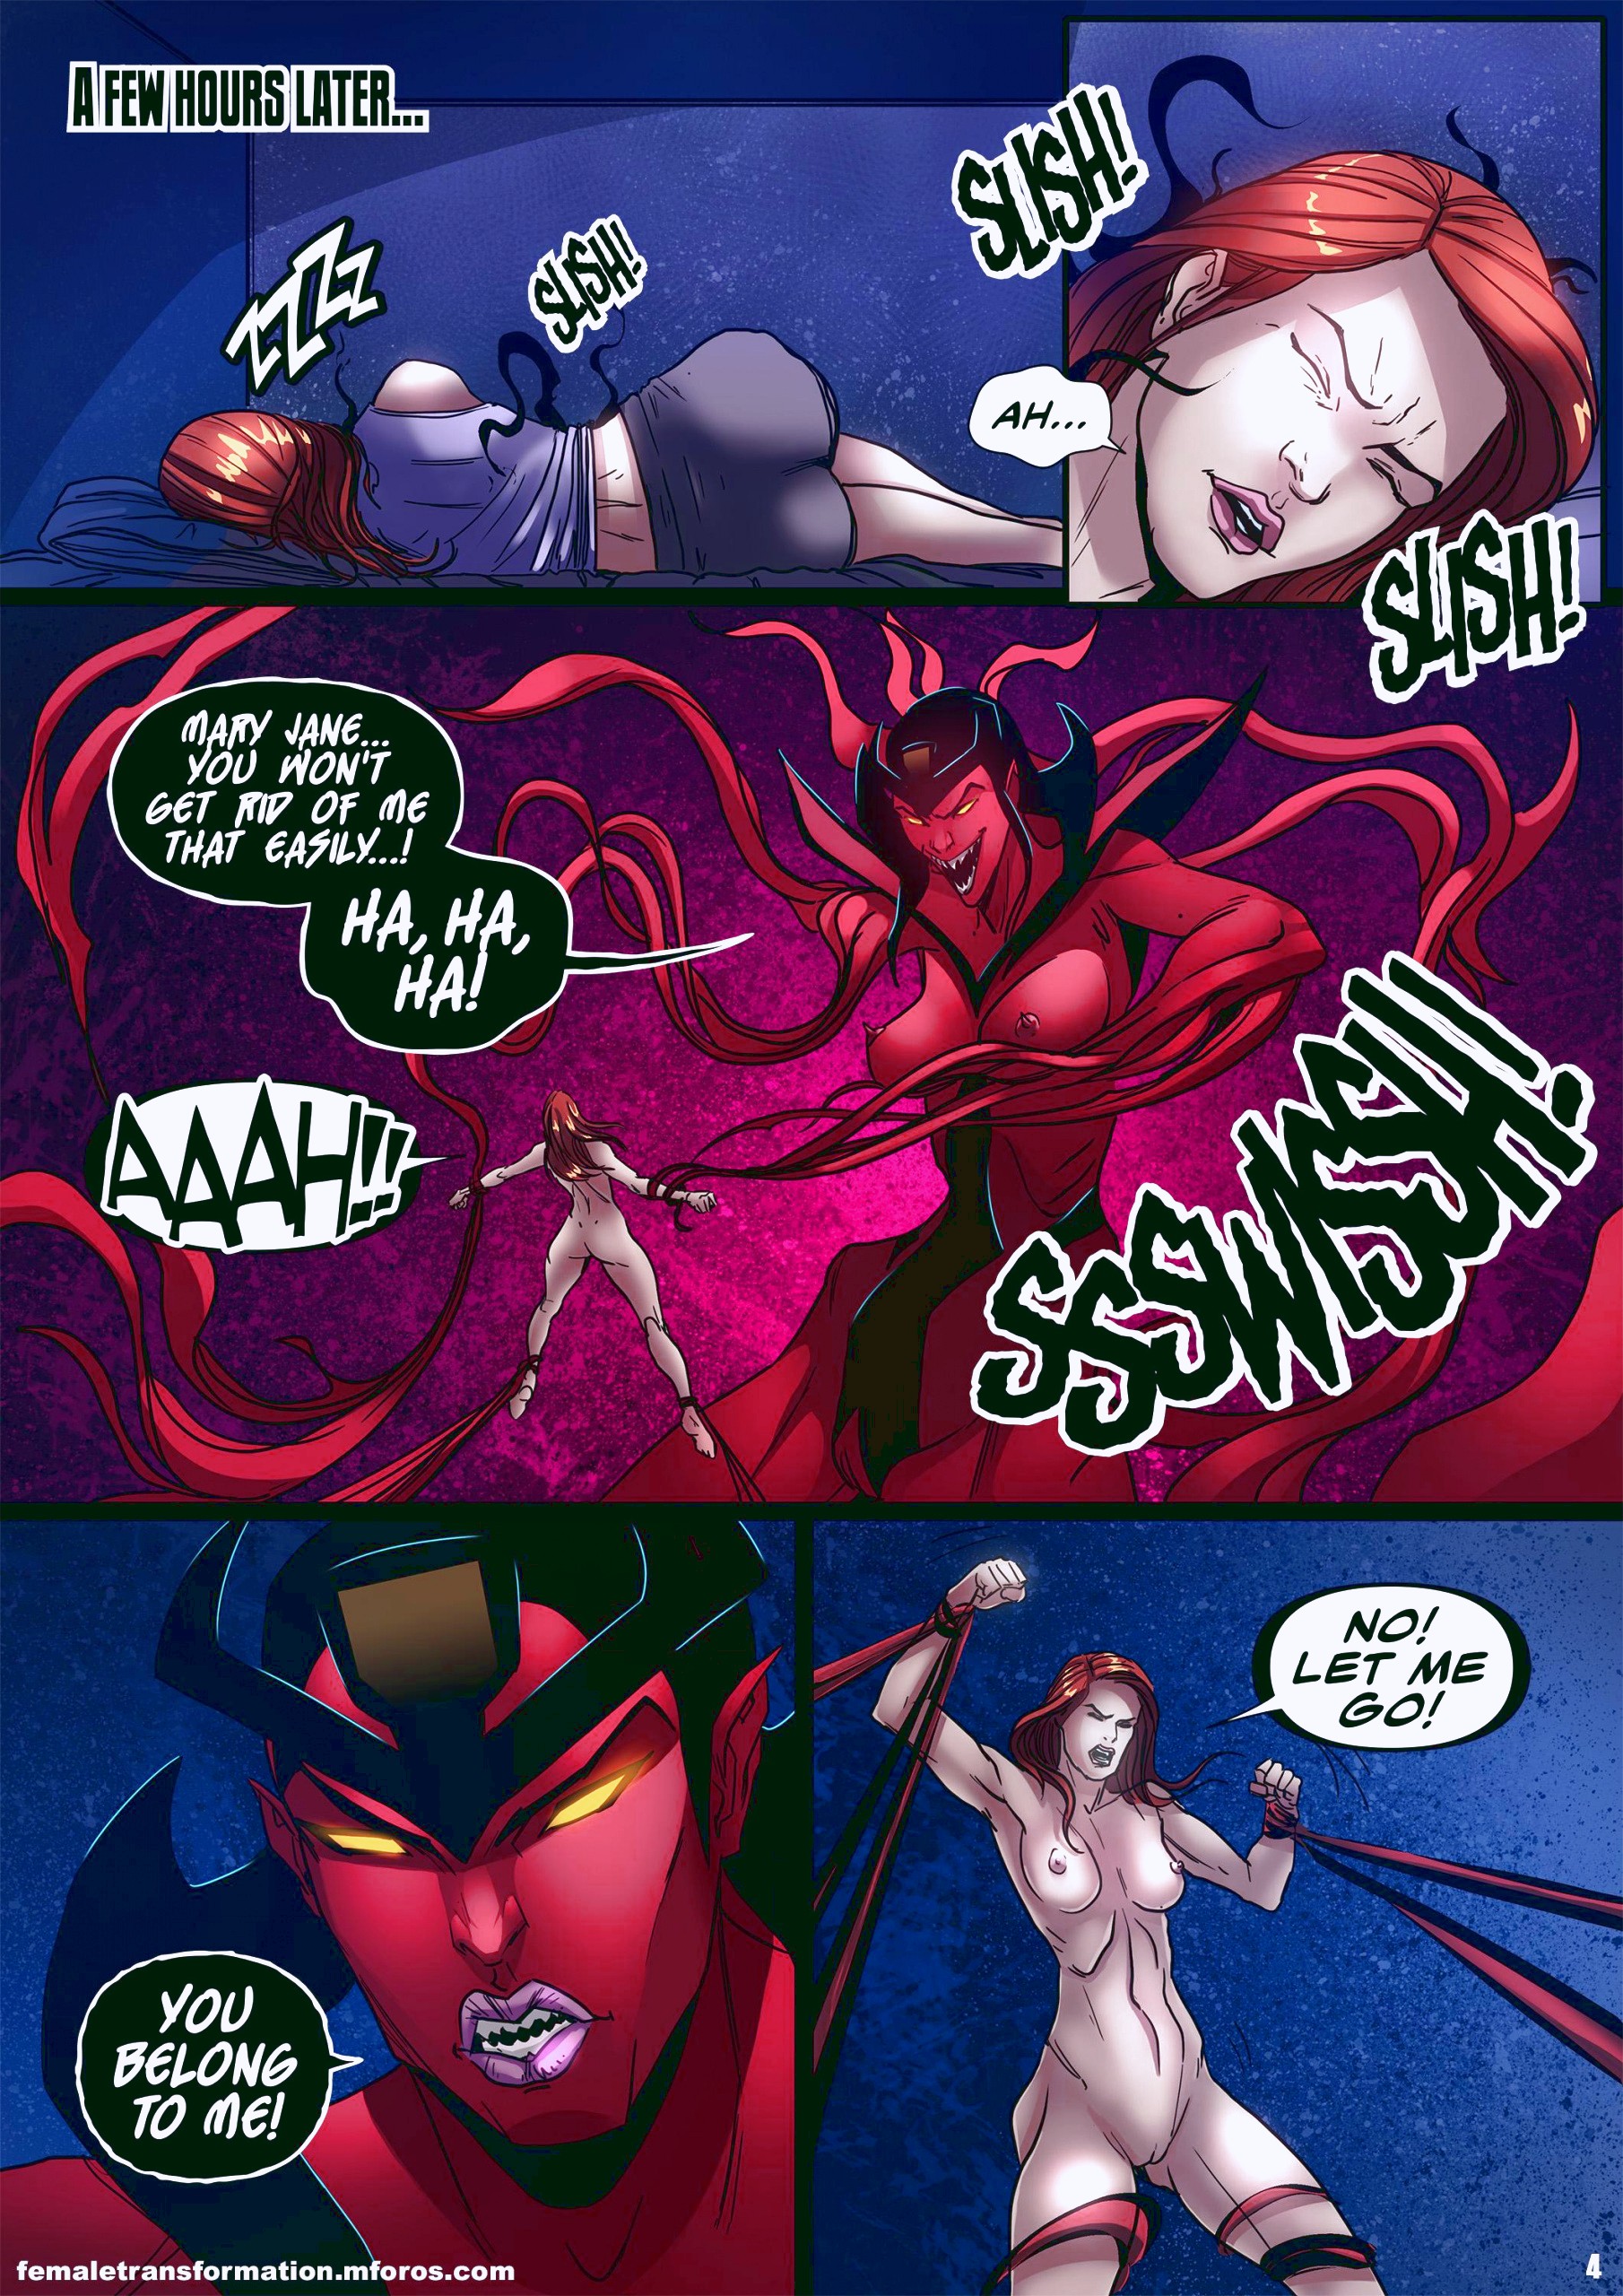 A FEW HOURS LATER...
ZZZZ
SLISH!
SLISH!
AH...
SLISH!
MARY JANE...
YOU WON'T
GET RID OF ME
THAT EASILY...!
HA, HA,
HA!
AAAH!!
SSSWISH!
YOU
BELONG
TO ME!
NO!
LET ME
GO!
femaletransformation.mforos.com
4